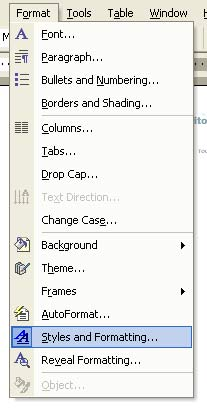 Format Tools Table Window
Font...
Paragraph...
Bullets and Numbering...
Borders and Shading...
Columns...
Tabs...
Drop Cap...
Text Direction...
Change Case...
Background
Theme...
Frames
AutoFormat...
Styles and Formatting...
Reveal Formatting...
Object...